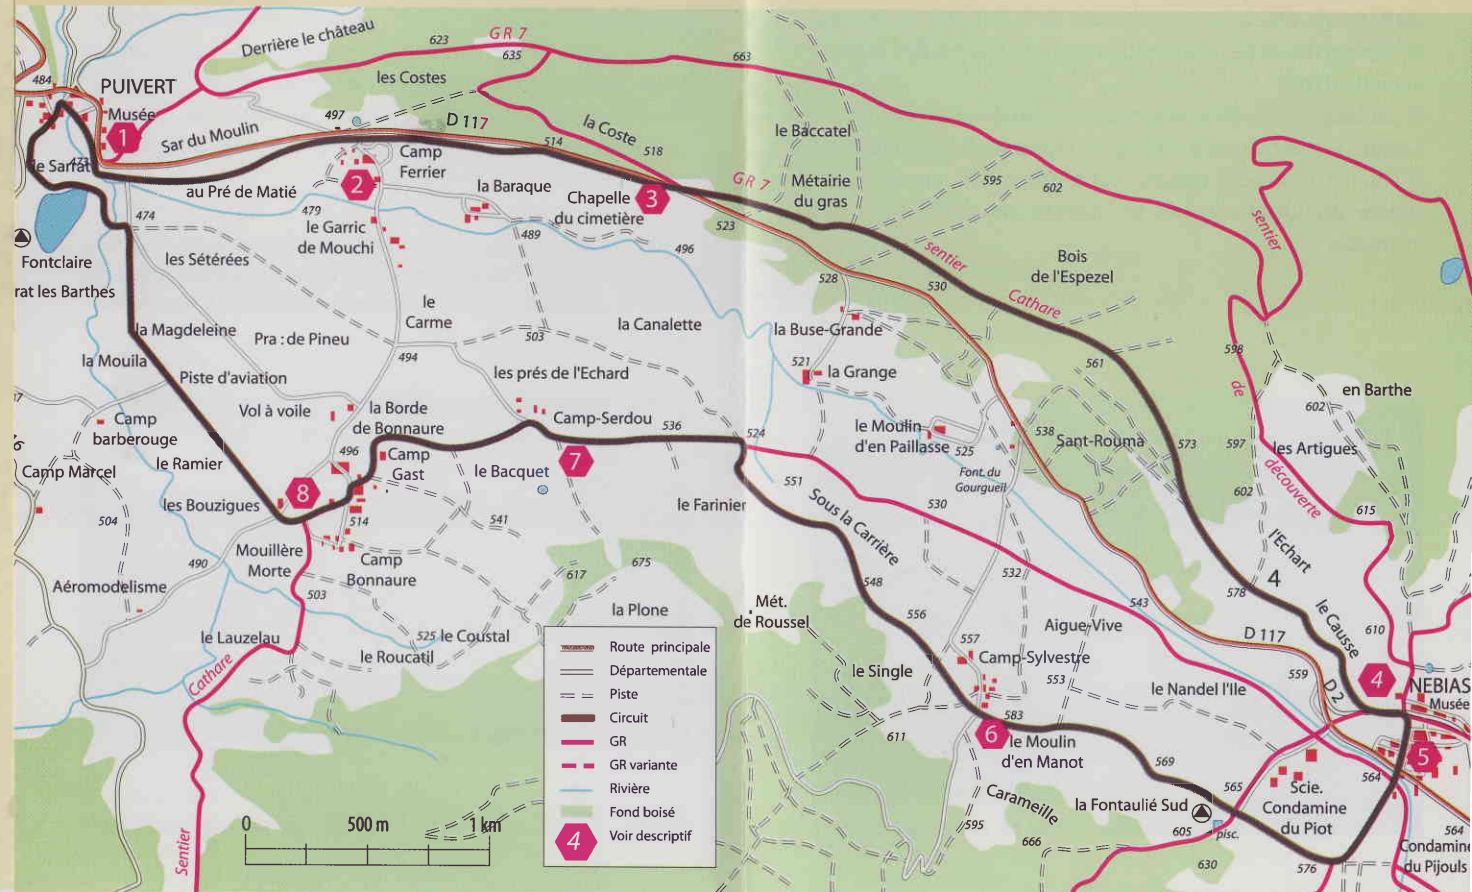 Derrière le château
623
GR 7
635
663
484
PUIVERT
Musée
1
les Costes
497
Sar du Moulin
D 117
la Coste
514
518
le Baccatel
Camp
Ferrier
2
au Pré de Matié
la Baraque
Chapelle
du cimetière
3
GR 7
Métairie
du gras
595
602
sentier
474
479
le Garric
de Mouchi
489
496
523
sentier
Bois
de l'Espezel
Fontclaire
rat les Barthes
les Sétérées
528
530
Cathare
le
Carme
la Magdeleine
Pra : de Pineu
503
la Canalette
la Buse-Grande
la Mouila
494
521
la Grange
561
598
de
Piste d'aviation
les prés de l'Echard
en Barthe
602
Camp
barberouge
Vol à voile
la Borde
de Bonnaure
Camp-Serdou
536
524
le Moulin
d'en Paillasse
525
538
Sant-Rouma
573
597
les Artigues
découverte
Camp Marcel
le Ramier
496
Camp
Gast
le Bacquet
7
Font. du
Gourgueil
551
602
615
8
les Bouzigues
504
514
541
le Farinier
Sous la Carrière
530
l'Echart
Mouillère
Morte
490
Camp
Bonnaure
617
675
548
532
4
578
Aéromodelisme
503
la Plone
Mét.
de Roussel
556
543
le Causse
le Lauzelau
525
le Coustal
le Roucatil
557
Aigue-Vive
D 117
610
Cathare
le Single
Camp-Sylvestre
553
le Nandel l'Ile
559
D 2
4
NEBIAS
Musée
583
6
611
le Moulin
d'en Manot
569
5
564
565
Scie.
Condamine
du Piot
Carameille
la Fontaulié Sud
595
666
605
pisc.
630
576
564
Condamine
du Pijouls
Sentier
0
500 m
1 km
Route principale
Départementale
Piste
Circuit
GR
GR variante
Rivière
Fond boisé
4
Voir descriptif